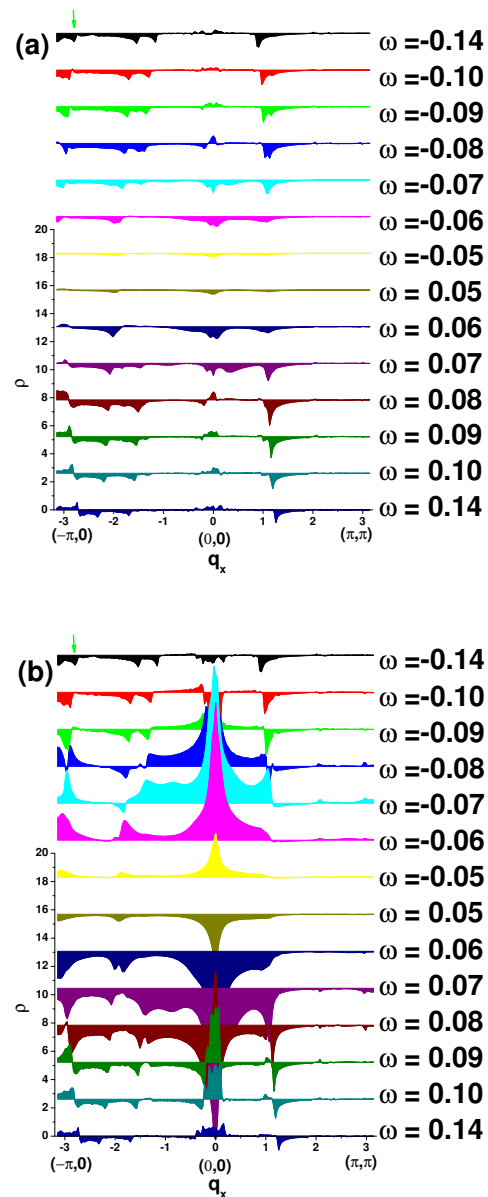 (a)
ω =-0.14
ω =-0.10
ω =-0.09
ω =-0.08
ω =-0.07
ω =-0.06
ω =-0.05
ω = 0.05
ω = 0.06
ω = 0.07
ω = 0.08
ω = 0.09
ω = 0.10
ω = 0.14
20
18
16
14
12
10
8
6
4
2
0
ρ
-3 -2 -1 0 1 2 3
(−π,0) (0,0) (π,π)
qx
(b)
ω =-0.14
ω =-0.10
ω =-0.09
ω =-0.08
ω =-0.07
ω =-0.06
ω =-0.05
ω = 0.05
ω = 0.06
ω = 0.07
ω = 0.08
ω = 0.09
ω = 0.10
ω = 0.14
20
18
16
14
12
10
8
6
4
2
0
ρ
-3 -2 -1 0 1 2 3
(−π,0) (0,0) (π,π)
qx